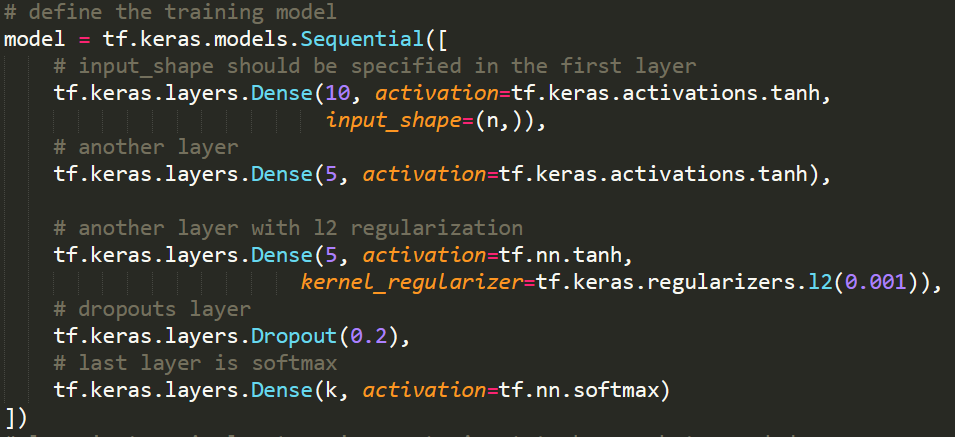 # define the training model
model = tf.keras.models.Sequential([
    # input_shape should be specified in the first layer
    tf.keras.layers.Dense(10, activation=tf.keras.activations.tanh,
                          input_shape=(n,)),
    # another layer
    tf.keras.layers.Dense(5, activation=tf.keras.activations.tanh),

    # another layer with l2 regularization
    tf.keras.layers.Dense(5, activation=tf.nn.tanh,
                        kernel_regularizer=tf.keras.regularizers.l2(0.001)),
    # dropouts layer
    tf.keras.layers.Dropout(0.2),
    # last layer is softmax
    tf.keras.layers.Dense(k, activation=tf.nn.softmax)
])